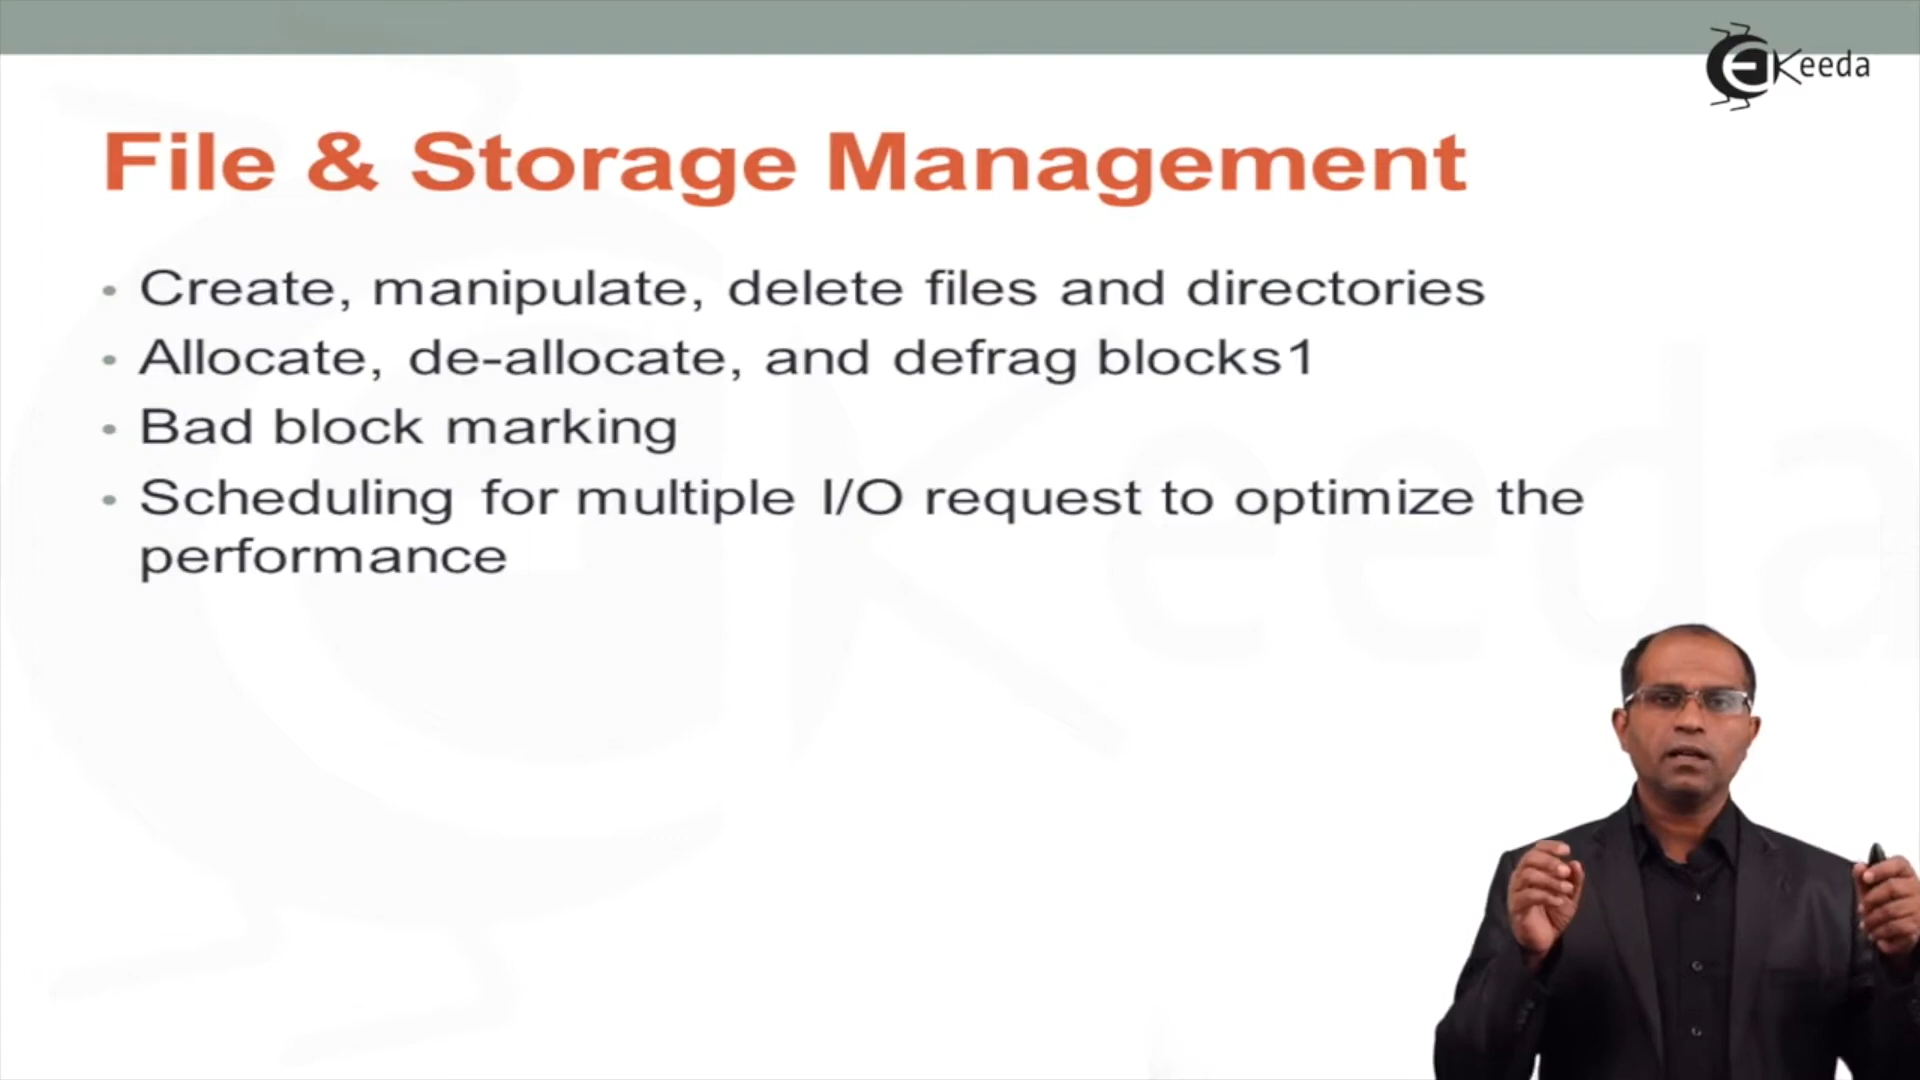 EKeeda
File & Storage Management
• Create, manipulate, delete files and directories
• Allocate, de-allocate, and defrag blocks1
• Bad block marking
• Scheduling for multiple I/O request to optimize the
performance